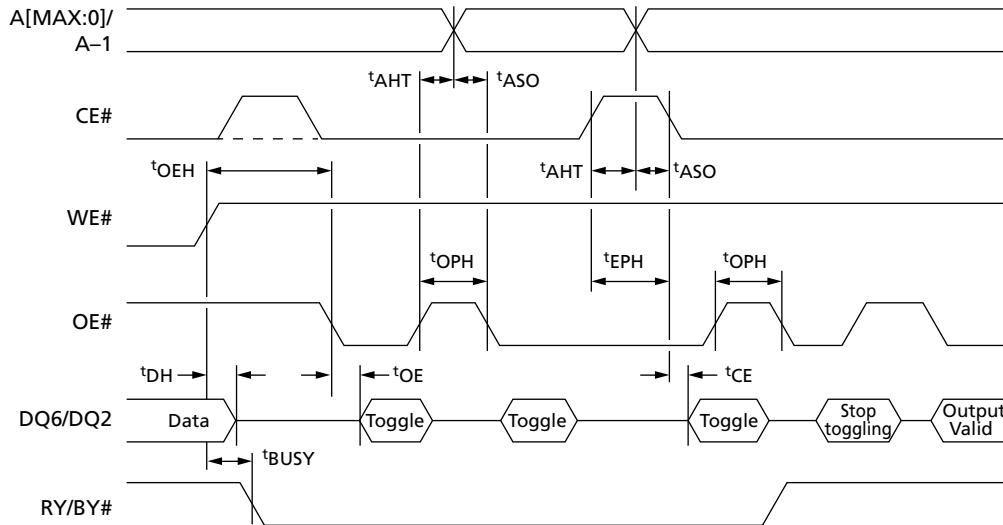 A[MAX:0]/
A–1
tAHT
tASO
CE#
tOEH
tAHT
tASO
WE#
tOPH
tEPH
tOPH
OE#
tDH
tOE
tCE
DQ6/DQ2
Data
Toggle
Toggle
Toggle
Stop
toggling
Output
Valid
tBUSY
RY/BY#